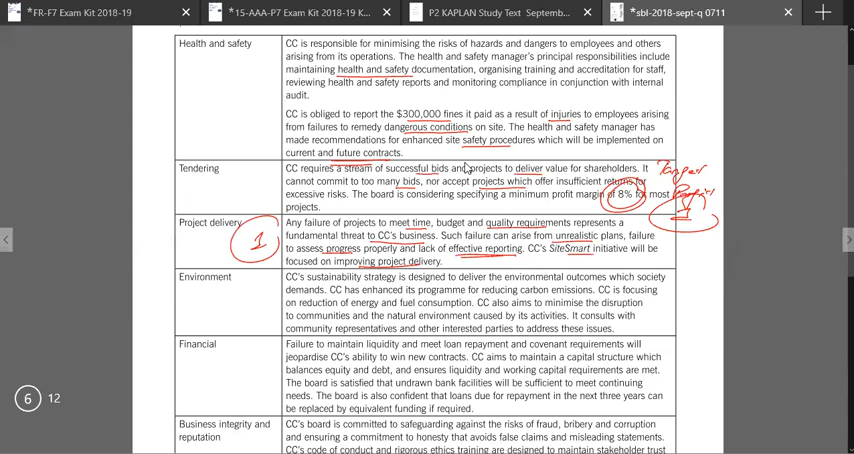 *FR-F7 Exam Kit 2018-19
*15-AAA-P7 Exam Kit 2018-19 K...
P2 KAPLAN Study Text Septemb...
*sbl-2018-sept-q 0711
Health and safety
CC is responsible for minimising the risks of hazards and dangers to employees and others
arising from its operations. The health and safety manager's principal responsibilities include
maintaining health and safety documentation, organising training and accreditation for staff,
reviewing health and safety reports and monitoring compliance in conjunction with internal
audit.
CC is obliged to report the $300,000 fines it paid as a result of injuries to employees arising
from failures to remedy dangerous conditions on site. The health and safety manager has
made recommendations for enhanced site safety procedures which will be implemented on
current and future contracts.
Tendering
CC requires a stream of successful bids and projects to deliver value for shareholders. It
cannot commit to too many bids, nor accept projects which offer insufficient returns for
excessive risks. The board is considering specifying a minimum profit margin of 8% for most
projects.
Target
Profit
1
Project delivery
1
Any failure of projects to meet time, budget and quality requirements represents a
fundamental threat to CC's business. Such failure can arise from unrealistic plans, failure
to assess progress properly and lack of effective reporting. CC's SiteSmart initiative will be
focused on improving project delivery.
Environment
CC's sustainability strategy is designed to deliver the environmental outcomes which society
demands. CC has enhanced its programme for reducing carbon emissions. CC is focusing
on reduction of energy and fuel consumption. CC also aims to minimise the disruption
to communities and the natural environment caused by its activities. It consults with
community representatives and other interested parties to address these issues.
Financial
Failure to maintain liquidity and meet loan repayment and covenant requirements will
jeopardise CC's ability to win new contracts. CC aims to maintain a capital structure which
balances equity and debt, and ensures liquidity and working capital requirements are met.
The board is satisfied that undrawn bank facilities will be sufficient to meet continuing
needs. The board is also confident that loans due for repayment in the next three years can
be replaced by equivalent funding if required.
6 12
Business integrity and
reputation
CC's board is committed to safeguarding against the risks of fraud, bribery and corruption
and ensuring a commitment to honesty that avoids false claims and misleading statements.
CC's code of conduct and rigorous ethics training are designed to maintain stakeholder trust